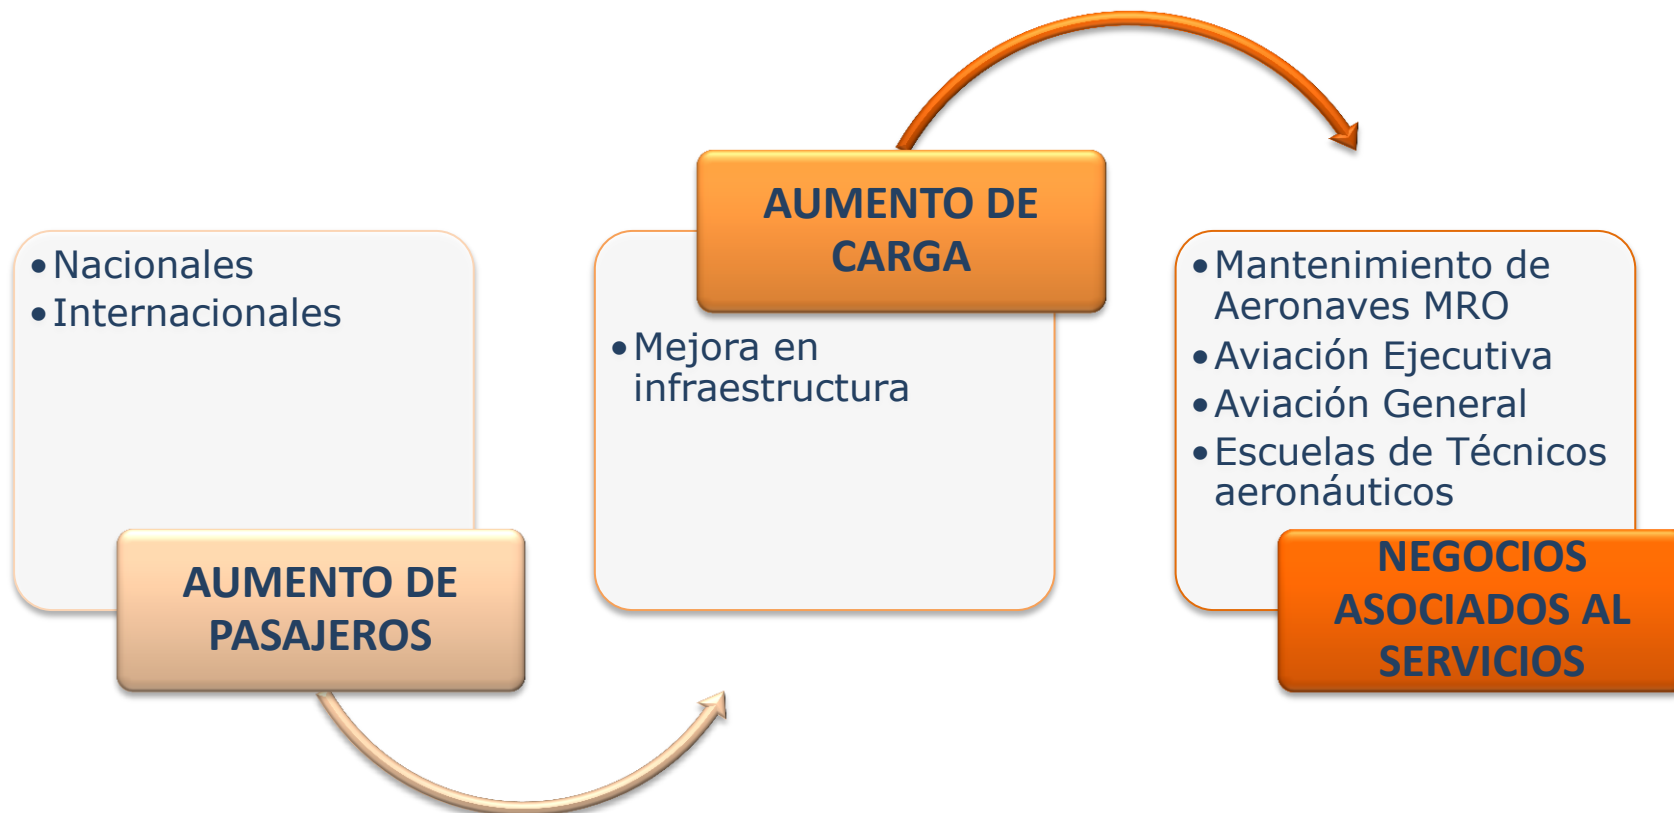 • Nacionales
• Internacionales
AUMENTO DE
PASAJEROS
AUMENTO DE
CARGA
• Mejora en
infraestructura
• Mantenimiento de
Aeronaves MRO
• Aviación Ejecutiva
• Aviación General
• Escuelas de Técnicos
aeronáuticos
NEGOCIOS
ASOCIADOS AL
SERVICIOS